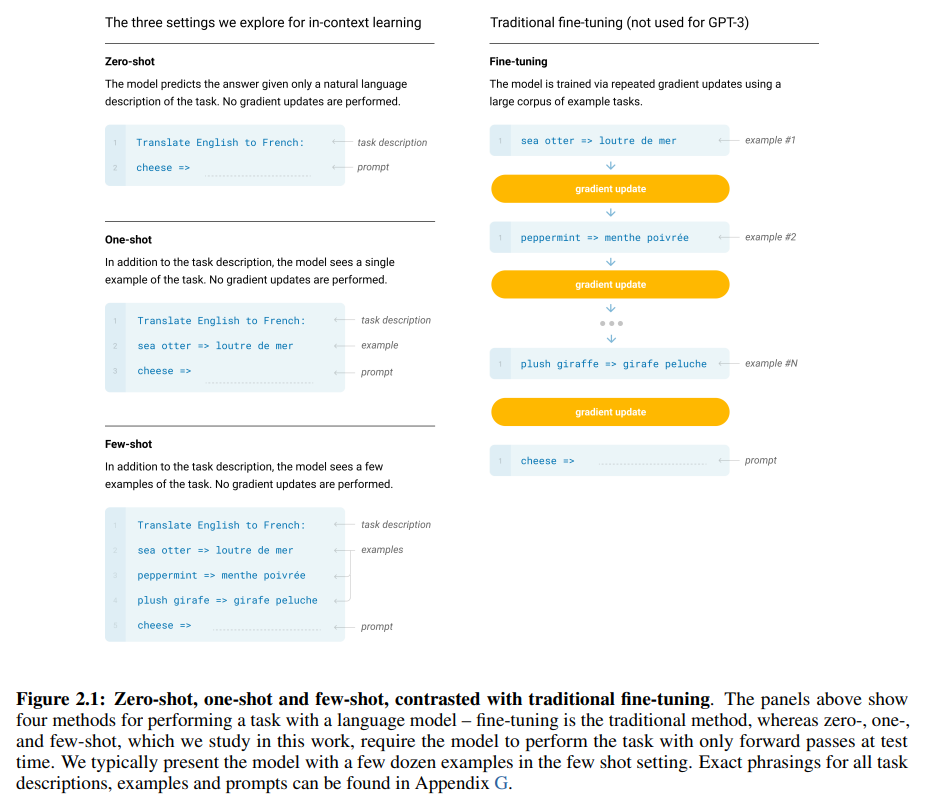 The three settings we explore for in-context learning
Zero-shot
The model predicts the answer given only a natural language
description of the task. No gradient updates are performed.
1 Translate English to French: task description
2 cheese => prompt
One-shot
In addition to the task description, the model sees a single
example of the task. No gradient updates are performed.
1 Translate English to French: task description
2 sea otter => loutre de mer example
3 cheese => prompt
Few-shot
In addition to the task description, the model sees a few
examples of the task. No gradient updates are performed.
1 Translate English to French: task description
2 sea otter => loutre de mer examples
3 peppermint => menthe poivrée
4 plush girafe => girafe peluche
5 cheese => prompt
Traditional fine-tuning (not used for GPT-3)
Fine-tuning
The model is trained via repeated gradient updates using a
large corpus of example tasks.
1 sea otter => loutre de mer example #1
gradient update
1 peppermint => menthe poivrée example #2
gradient update
1 plush giraffe => girafe peluche example #N
gradient update
1 cheese => prompt
Figure 2.1: Zero-shot, one-shot and few-shot, contrasted with traditional fine-tuning. The panels above show
four methods for performing a task with a language model – fine-tuning is the traditional method, whereas zero-, one-,
and few-shot, which we study in this work, require the model to perform the task with only forward passes at test
time. We typically present the model with a few dozen examples in the few shot setting. Exact phrasings for all task
descriptions, examples and prompts can be found in Appendix G.